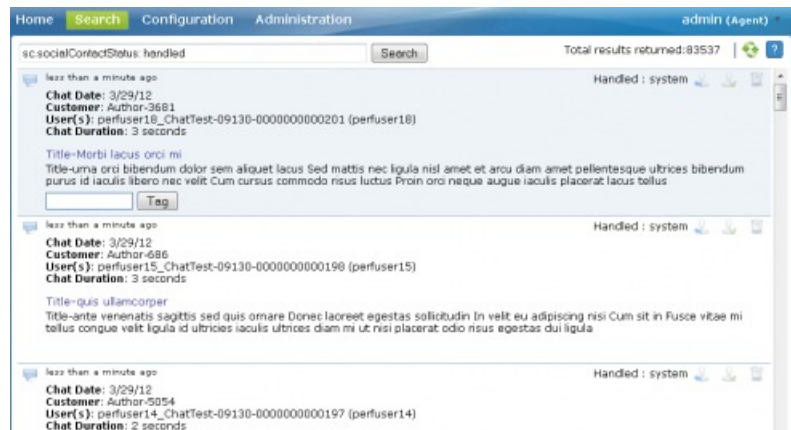 Home Search Configuration Administration admin (Agent)
sc.socialContactStatus: handled Search Total results returned:83537 ?
less than a minute ago Handled : system
Chat Date: 3/29/12
Customer: Author-3681
User(s): perfuser18_ChatTest-09130-0000000000201 (perfuser18)
Chat Duration: 3 seconds
Title-Morbi lacus orci mi
Title-urna orci bibendum dolor sem aliquet lacus Sed mattis nec ligula nisl amet et arcu diam amet pellentesque ultrices bibendum
purus id iaculis libero nec velit Cum cursus commodo risus luctus Proin orci neque augue iaculis placerat lacus tellus
Tag
less than a minute ago Handled : system
Chat Date: 3/29/12
Customer: Author-686
User(s): perfuser15_ChatTest-09130-0000000000198 (perfuser15)
Chat Duration: 3 seconds
Title-quis ullamcorper
Title-ante venenatis sagittis sed quis ornare Donec laoreet egestas sollicitudin In velit eu adipiscing nisi Cum sit in Fusce vitae mi
tellus congue velit ligula id ultricies iaculis ultrices diam mi ut nisi placerat odio risus egestas dui ligula
less than a minute ago Handled : system
Chat Date: 3/29/12
Customer: Author-5054
User(s): perfuser14_ChatTest-09130-0000000000197 (perfuser14)
Chat Duration: 2 seconds